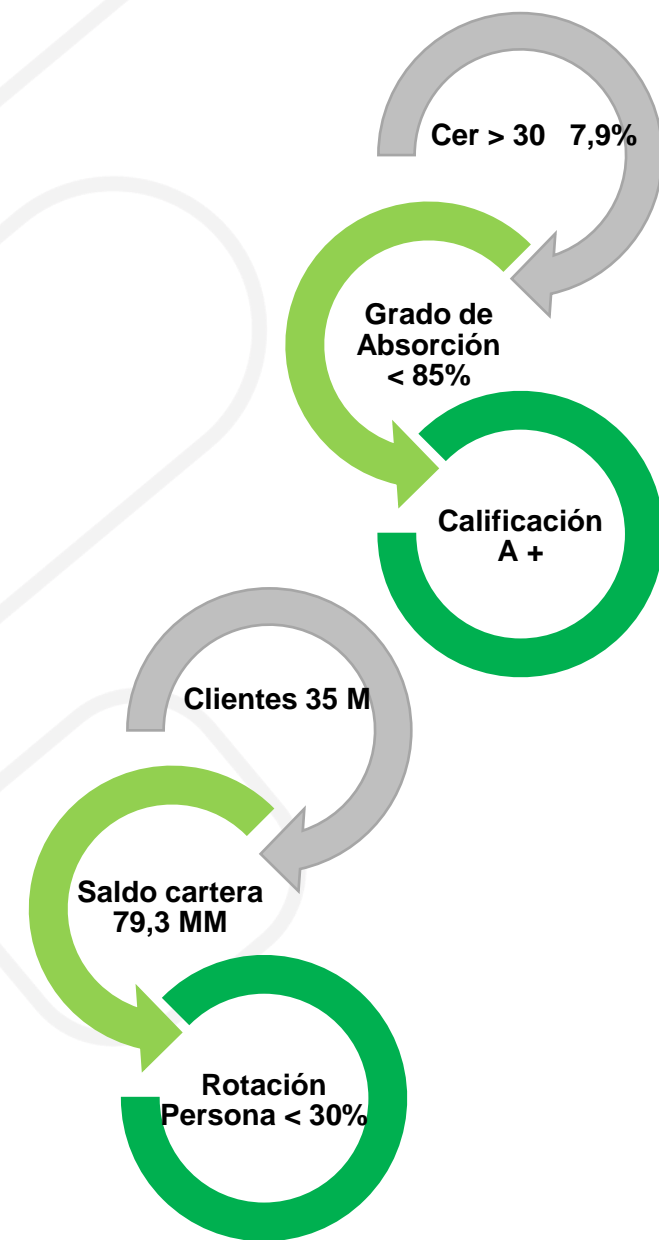 Cer > 30   7,9%
Grado de
Absorción
< 85%
Calificación
A +
Clientes 35 M
Saldo cartera
79,3 MM
Rotación
Persona < 30%